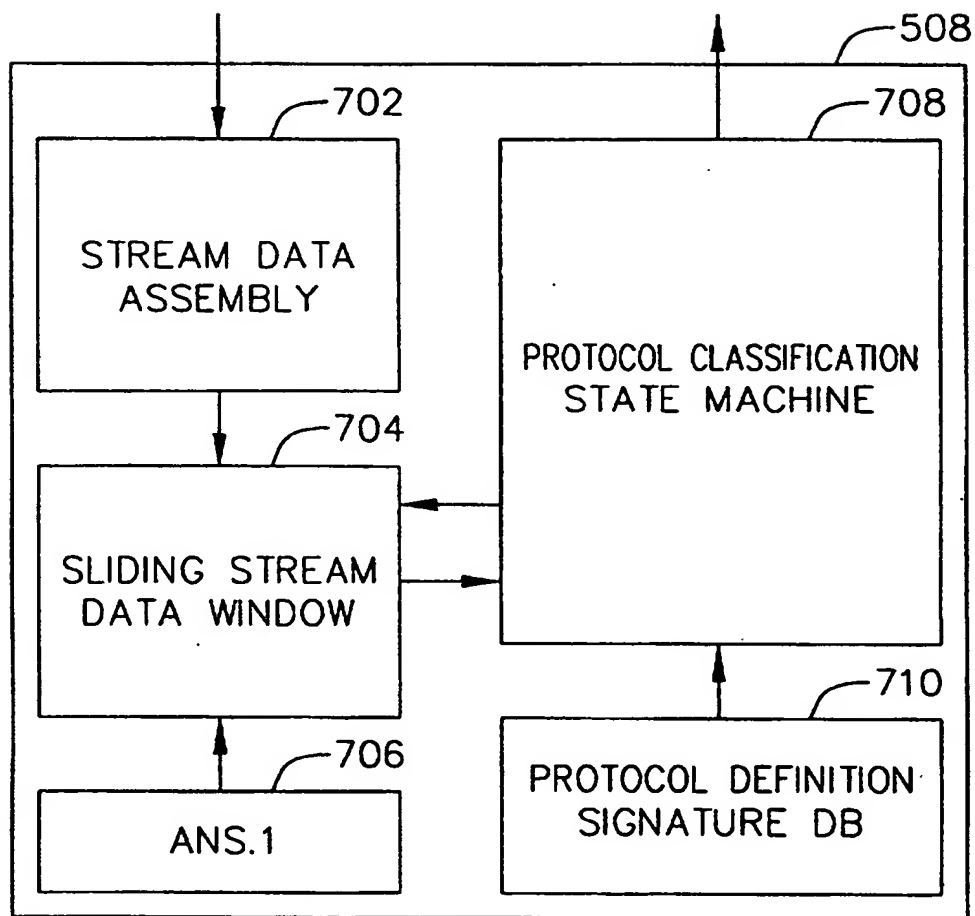 508
702
STREAM DATA
ASSEMBLY
708
PROTOCOL CLASSIFICATION
STATE MACHINE
704
SLIDING STREAM
DATA WINDOW
706
ANS.1
710
PROTOCOL DEFINITION
SIGNATURE DB